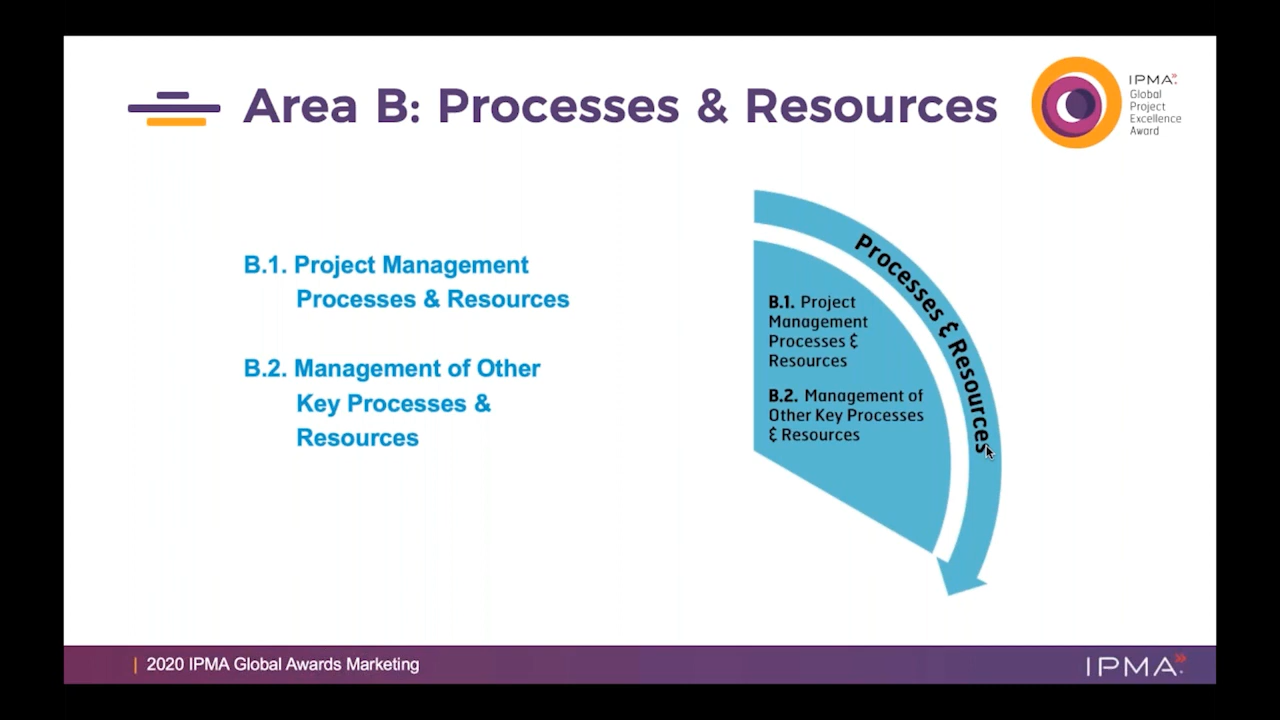 Area B: Processes & Resources
IPMA
Global
Project
Excellence
Award
B.1. Project Management
Processes & Resources
B.2. Management of Other
Key Processes &
Resources
Processes & Resources
B.1. Project
Management
Processes &
Resources
B.2. Management of
Other Key Processes
& Resources
2020 IPMA Global Awards Marketing
IPMA